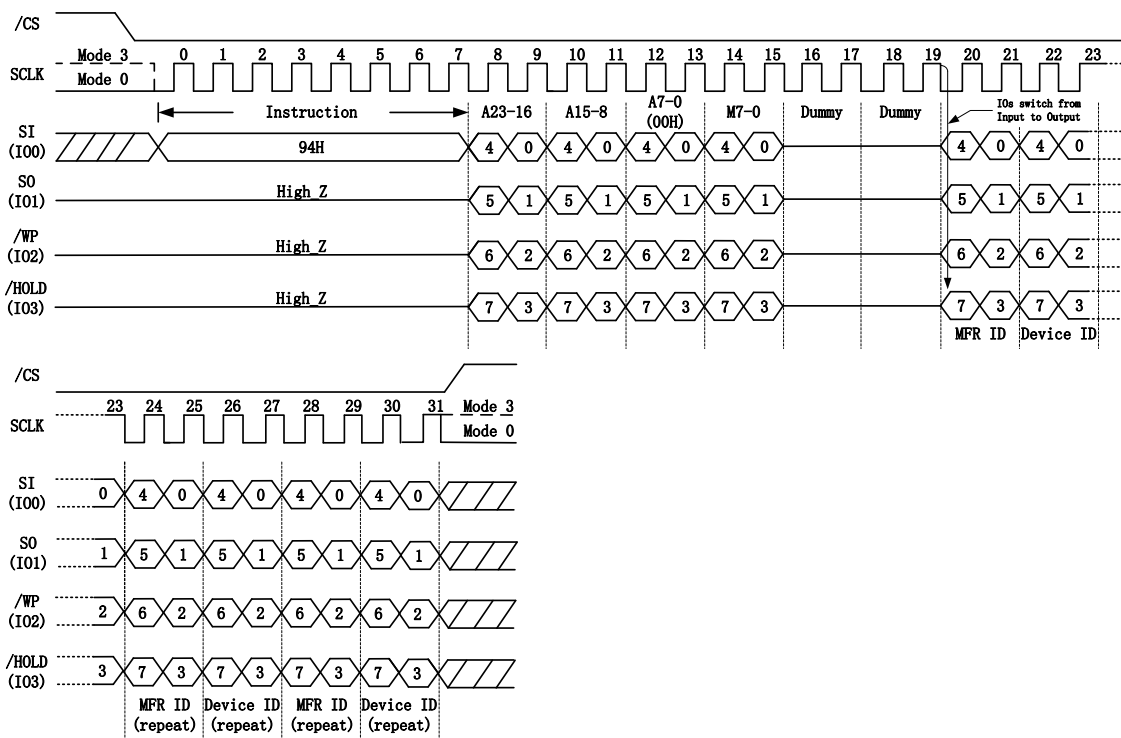 /CS
Mode 3 0 1 2 3 4 5 6 7 8 9 10 11 12 13 14 15 16 17 18 19 20 21 22 23
SCLK
Mode 0
Instruction A23-16 A15-8 A7-0 M7-0 Dummy Dummy IOs switch from
(00H) Input to Output
SI
(IO0)
94H 4 0 4 0 4 0 4 0 4 0 4 0
SO
(IO1)
High_Z 5 1 5 1 5 1 5 1 5 1 5 1
/WP
(IO2)
High_Z 6 2 6 2 6 2 6 2 6 2 6 2
/HOLD
(IO3)
High_Z 7 3 7 3 7 3 7 3 7 3 7 3
MFR ID Device ID
/CS
23 24 25 26 27 28 29 30 31 Mode 3
SCLK
Mode 0
SI
(IO0)
0 4 0 4 0 4 0 4 0
SO
(IO1)
1 5 1 5 1 5 1 5 1
/WP
(IO2)
2 6 2 6 2 6 2 6 2
/HOLD
(IO3)
3 7 3 7 3 7 3 7 3
MFR ID Device ID MFR ID Device ID
(repeat) (repeat) (repeat) (repeat)